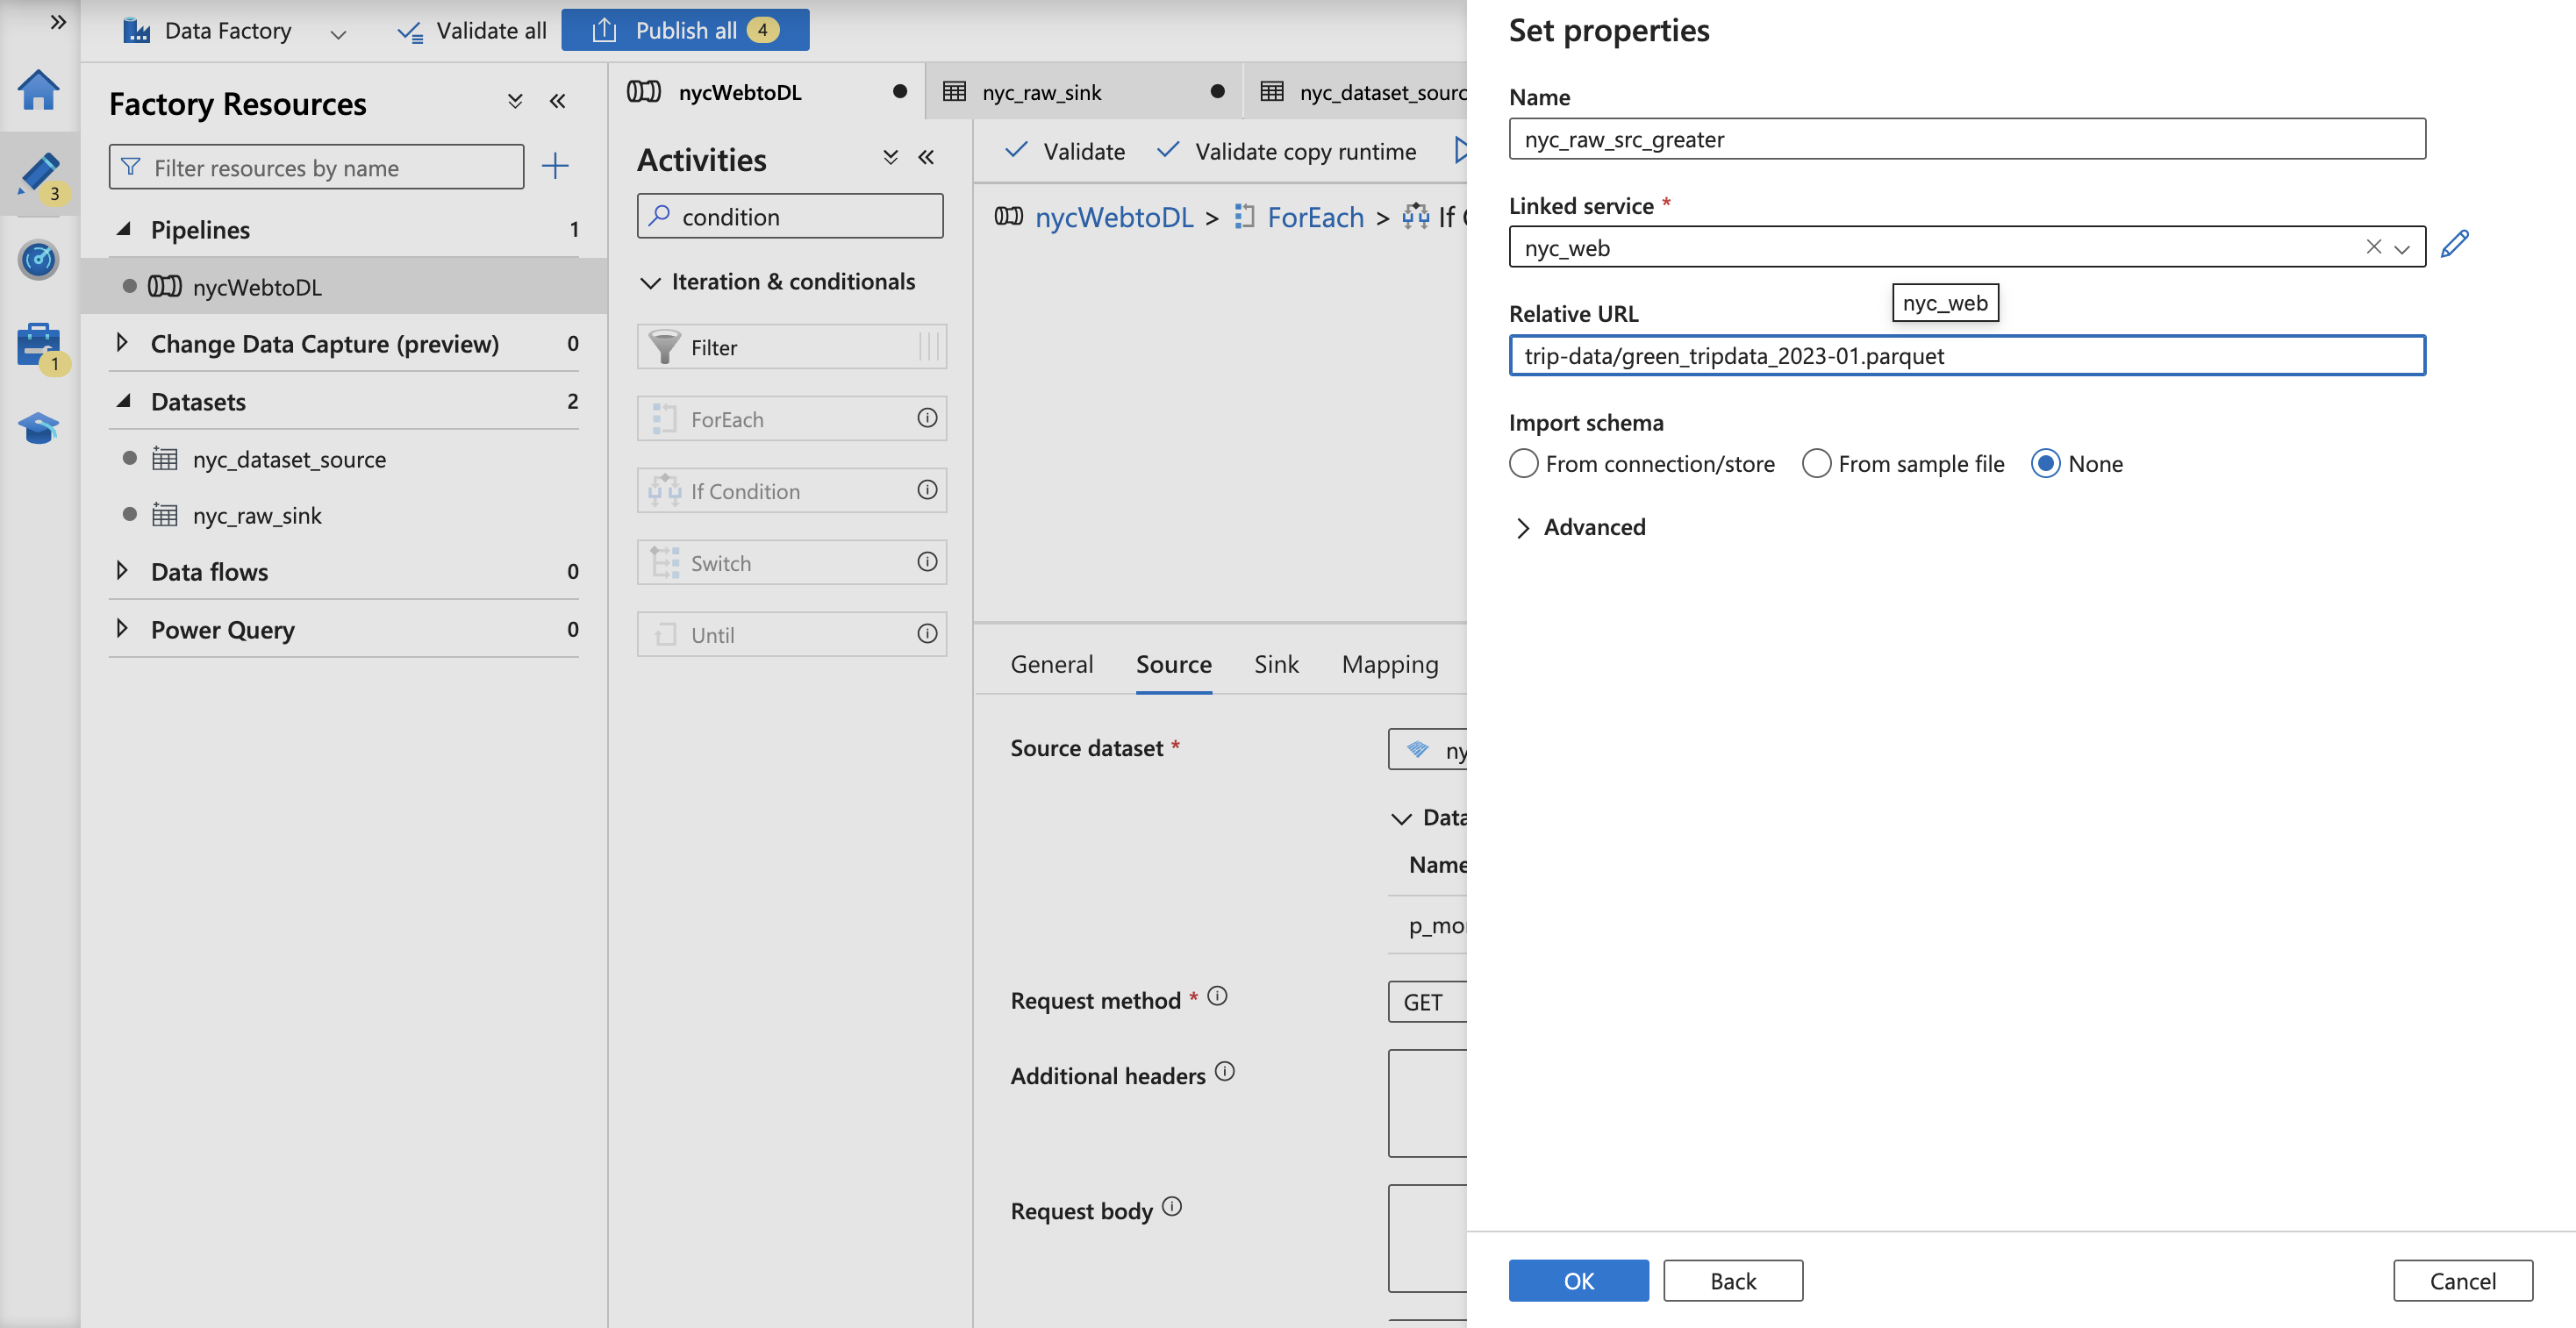 Data Factory
Validate all
Publish all 4
Factory Resources
Filter resources by name
Pipelines 1
nycWebtoDL
Change Data Capture (preview) 0
Datasets 2
nyc_dataset_source
nyc_raw_sink
Data flows 0
Power Query 0
3
1
nycWebtoDL
nyc_raw_sink
nyc_dataset_sourc
Activities
condition
Iteration & conditionals
Filter
ForEach
If Condition
Switch
Until
Validate
Validate copy runtime
nycWebtoDL > ForEach > If
General
Source
Sink
Mapping
Source dataset *
ny
Data
Name
p_mo
Request method *
GET
Additional headers
Request body
Set properties
Name
nyc_raw_src_greater
Linked service *
nyc_web
nyc_web
Relative URL
trip-data/green_tripdata_2023-01.parquet
Import schema
From connection/store
From sample file
None
Advanced
OK
Back
Cancel